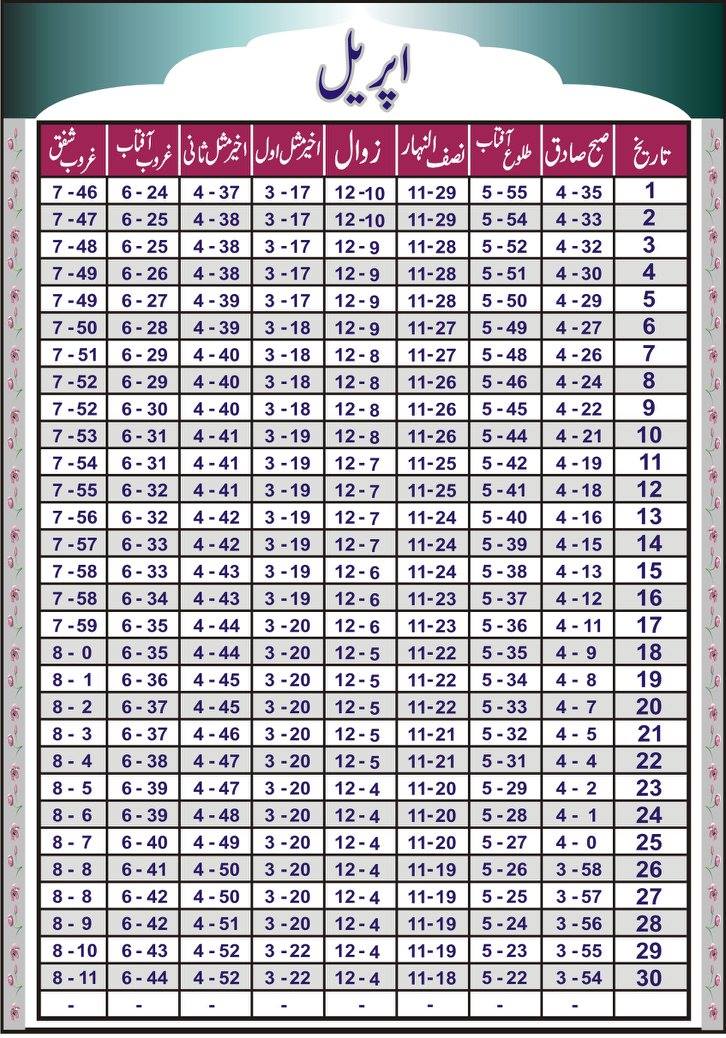 اپریل
تاریخ صبح صادق طلوع آفتاب نصف النہار زوال اخیر مثل اول اخیر مثل ثانی غروب آفتاب غروب شفق
1 4 - 35 5 - 55 11-29 12-10 3 -17 4 - 37 6 - 24 7 - 46
2 4 - 33 5 - 54 11-29 12-10 3 -17 4 - 38 6 - 25 7 - 47
3 4 - 32 5 - 52 11-28 12-9 3 -17 4 - 38 6 - 25 7 - 48
4 4 - 30 5 - 51 11-28 12-9 3 -17 4 - 38 6 - 26 7 - 49
5 4 - 29 5 - 50 11-28 12-9 3 -17 4 - 39 6 - 27 7 - 49
6 4 - 27 5 - 49 11-27 12-9 3 -18 4 - 39 6 - 28 7 - 50
7 4 - 26 5 - 48 11-27 12-8 3 -18 4 - 40 6 - 29 7 - 51
8 4 - 24 5 - 46 11-26 12-8 3 -18 4 - 40 6 - 29 7 - 52
9 4 - 22 5 - 45 11-26 12-8 3 -18 4 - 40 6 - 30 7 - 52
10 4 - 21 5 - 44 11-26 12-8 3 -18 4 - 41 6 - 31 7 - 53
11 4 - 19 5 - 42 11-25 12-7 3 -19 4 - 41 6 - 31 7 - 54
12 4 - 18 5 - 41 11-25 12-7 3 -19 4 - 41 6 - 32 7 - 55
13 4 - 16 5 - 40 11-24 12-7 3 -19 4 - 42 6 - 32 7 - 56
14 4 - 15 5 - 39 11-24 12-7 3 -19 4 - 42 6 - 33 7 - 57
15 4 - 13 5 - 38 11-24 12-6 3 -19 4 - 43 6 - 33 7 - 58
16 4 - 12 5 - 37 11-23 12-6 3 -19 4 - 43 6 - 34 7 - 58
17 4 - 11 5 - 36 11-23 12-6 3 -20 4 - 44 6 - 35 7 - 59
18 4 - 9 5 - 35 11-22 12-5 3 -20 4 - 44 6 - 35 8 - 0
19 4 - 8 5 - 34 11-22 12-5 3 -20 4 - 45 6 - 36 8 - 1
20 4 - 7 5 - 33 11-22 12-5 3 -20 4 - 45 6 - 37 8 - 2
21 4 - 5 5 - 32 11-21 12-5 3 -20 4 - 46 6 - 37 8 - 3
22 4 - 4 5 - 31 11-21 12-5 3 -20 4 - 47 6 - 38 8 - 4
23 4 - 2 5 - 29 11-20 12-4 3 -20 4 - 47 6 - 39 8 - 5
24 4 - 1 5 - 28 11-20 12-4 3 -20 4 - 48 6 - 39 8 - 6
25 4 - 0 5 - 27 11-20 12-4 3 -20 4 - 49 6 - 40 8 - 7
26 3 -58 5 - 26 11-19 12-4 3 -20 4 - 50 6 - 41 8 - 8
27 3 -57 5 - 25 11-19 12-4 3 -20 4 - 50 6 - 42 8 - 8
28 3 -56 5 - 24 11-19 12-4 3 -20 4 - 51 6 - 42 8 - 9
29 3 -55 5 - 23 11-19 12-4 3 -22 4 - 52 6 - 43 8 -10
30 3 -54 5 - 22 11-18 12-4 3 -22 4 - 52 6 - 44 8 -11
- - - - - - - -